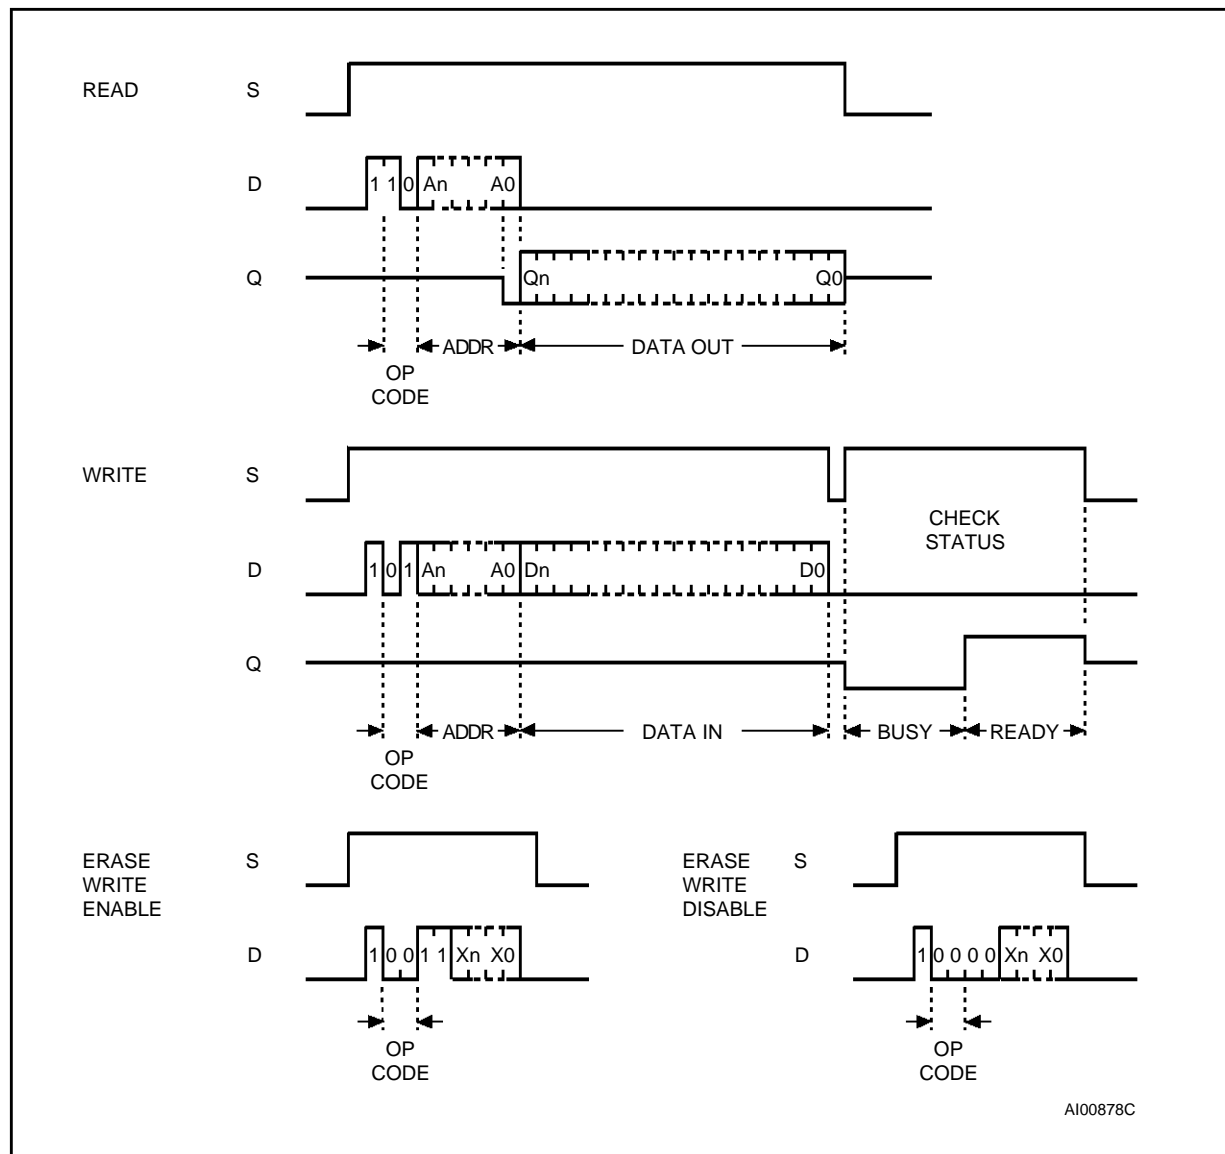 READ S
D 1 1 0 An A0
Q Qn Q0
ADDR DATA OUT
OP
CODE
WRITE S
CHECK
STATUS
D 1 0 1 An A0 Dn D0
Q
ADDR DATA IN BUSY READY
OP
CODE
ERASE
WRITE
ENABLE
S
D 1 0 0 1 1 Xn X0
OP
CODE
ERASE
WRITE
DISABLE
S
D 1 0 0 0 0 Xn X0
OP
CODE
AI00878C